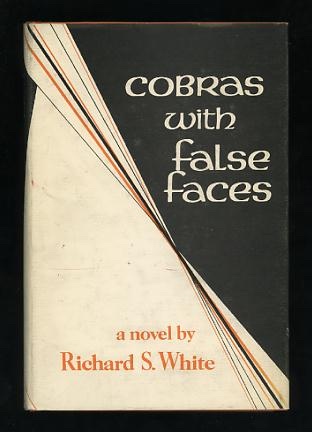 COBRAS
with
false
faces
a novel by
Richard S. White